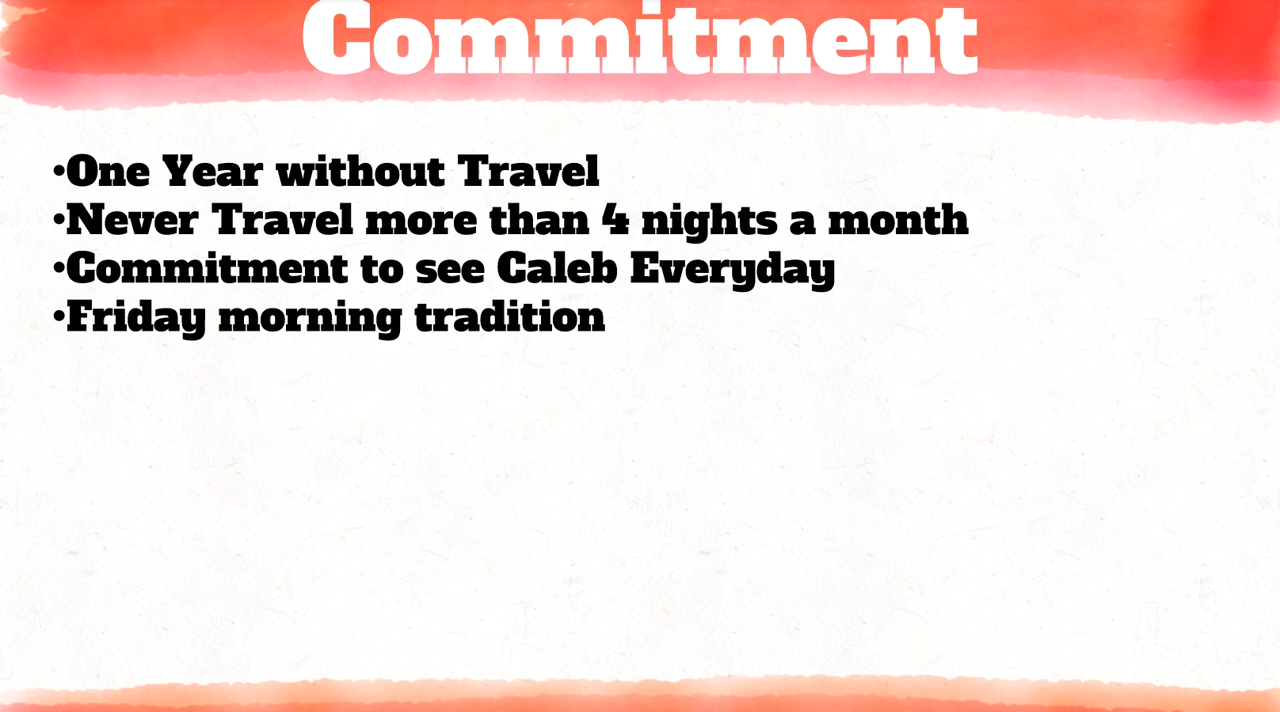 Commitment
•One Year without Travel
•Never Travel more than 4 nights a month
•Commitment to see Caleb Everyday
•Friday morning tradition